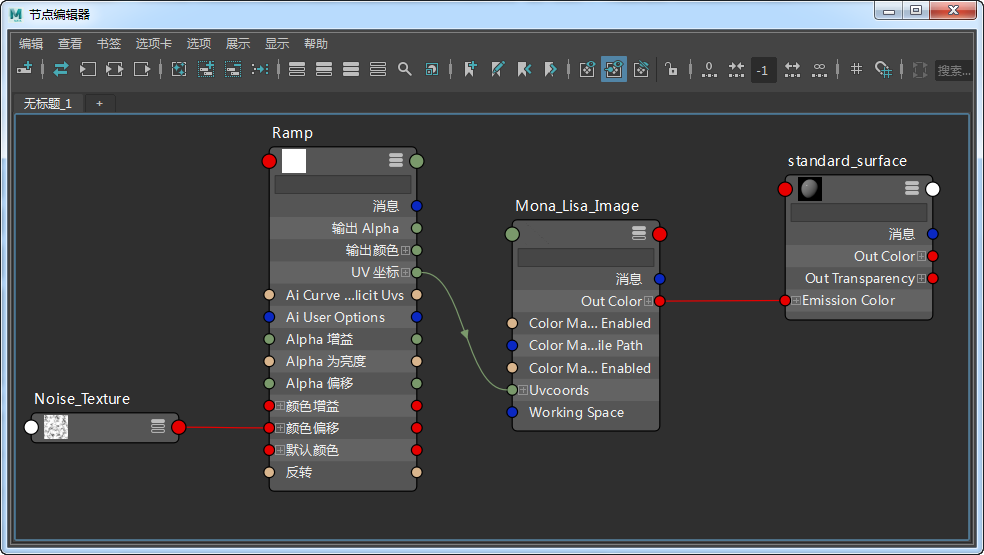 M 节点编辑器
编辑 查看 书签 选项卡 选项 展示 显示 帮助
0 -1 ∞ 搜索...
无标题_1 +
Ramp
消息
输出 Alpha
输出颜色
UV 坐标
Ai Curve ...licit Uvs
Ai User Options
Alpha 增益
Alpha 为亮度
Alpha 偏移
颜色增益
颜色偏移
默认颜色
反转
Noise_Texture
Mona_Lisa_Image
消息
Out Color
Color Ma... Enabled
Color Ma...ile Path
Color Ma... Enabled
Uvcoords
Working Space
standard_surface
消息
Out Color
Out Transparency
Emission Color